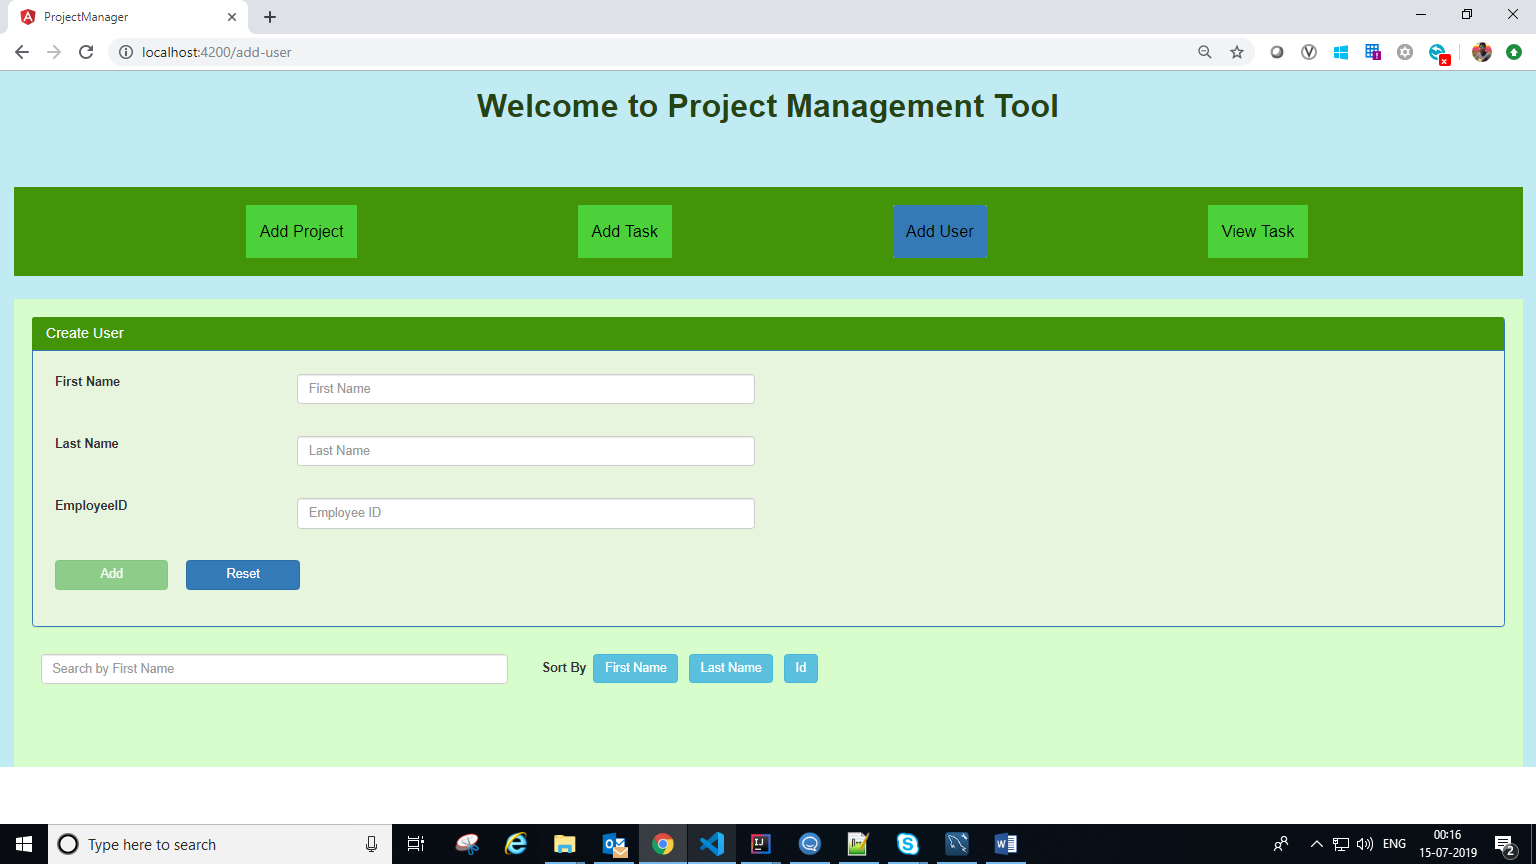 ProjectManager
localhost:4200/add-user
Welcome to Project Management Tool
Add Project Add Task Add User View Task
Create User
First Name First Name
Last Name Last Name
EmployeeID Employee ID
Add Reset
Search by First Name Sort By First Name Last Name Id
Type here to search ENG 00:16
15-07-2019 2